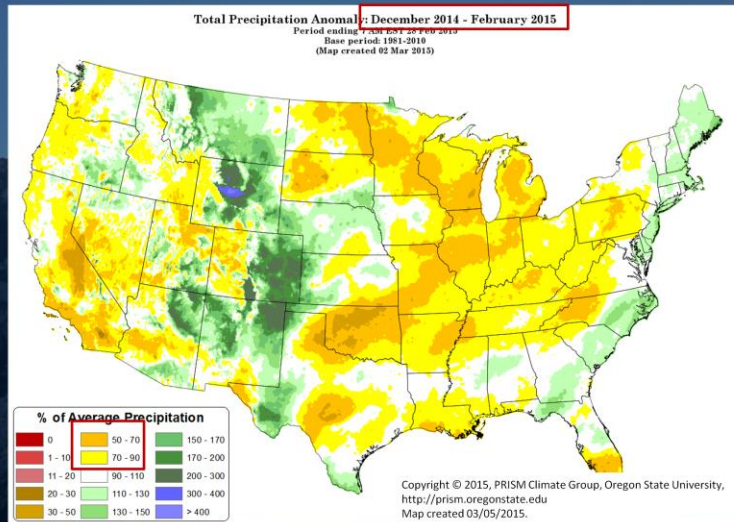 Total Precipitation Anomaly: December 2014 - February 2015
Period ending 7 AM EST 28 Feb 2015
Base period: 1981-2010
(Map created 02 Mar 2015)
% of Average Precipitation
0
1 - 10
11 - 20
20 - 30
30 - 50
50 - 70
70 - 90
90 - 110
110 - 130
130 - 150
150 - 170
170 - 200
200 - 300
300 - 400
> 400
Copyright © 2015, PRISM Climate Group, Oregon State University,
http://prism.oregonstate.edu
Map created 03/05/2015.